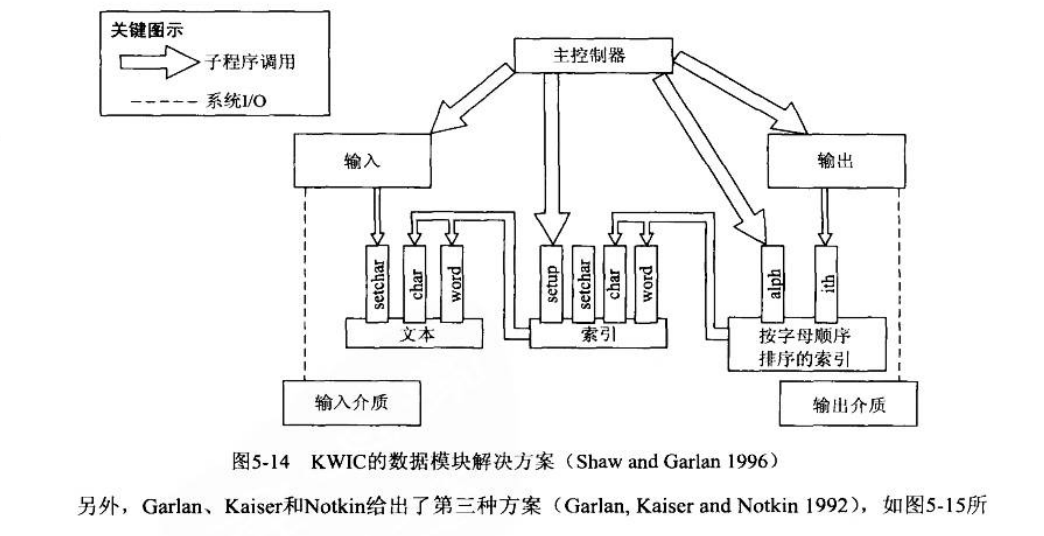 关键图示
子程序调用
系统I/O
主控制器
输入
输出
setchar
char
word
setup
setchar
char
word
alph
ith
文本
索引
按字母顺序
排序的索引
输入介质
输出介质
图5-14 KWIC的数据模块解决方案（Shaw and Garlan 1996）
另外，Garlan、Kaiser和Notkin给出了第三种方案（Garlan, Kaiser and Notkin 1992），如图5-15所